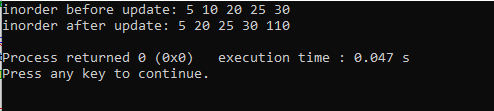 inorder before update: 5 10 20 25 30
inorder after update: 5 20 25 30 110
Process returned 0 (0x0)   execution time : 0.047 s
Press any key to continue.